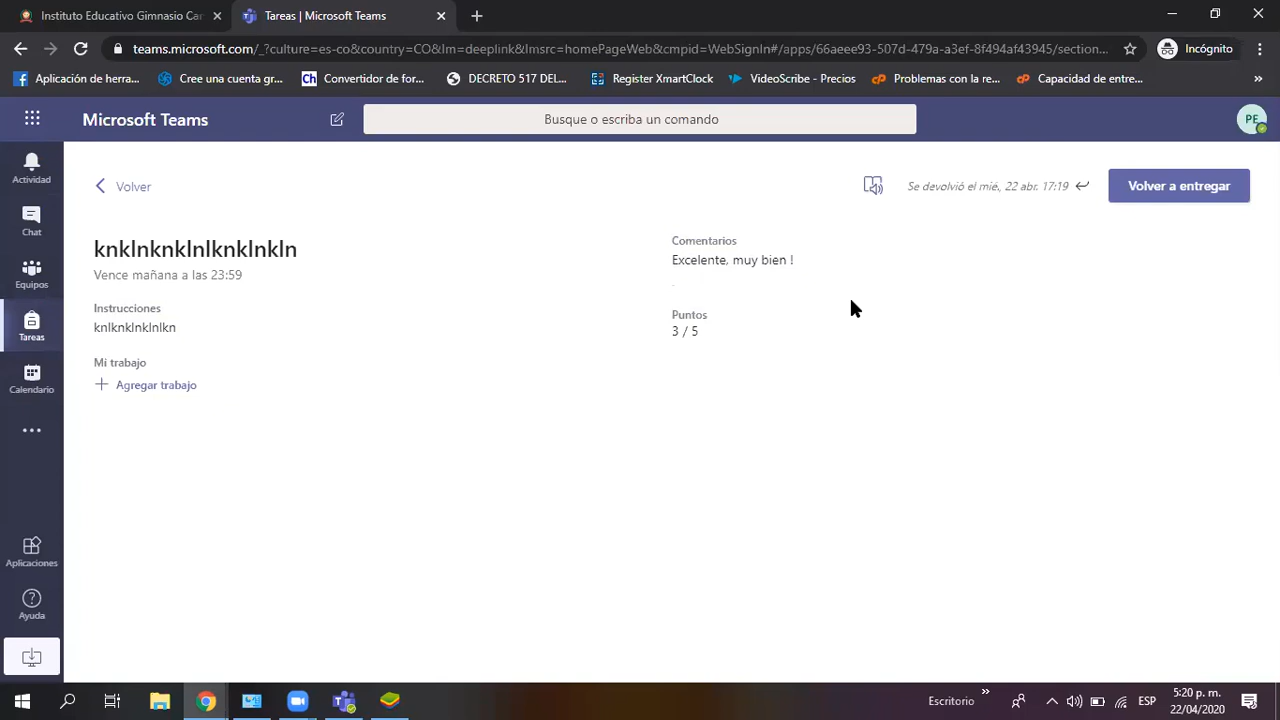 Instituto Educativo Gimnasio Car
Tareas | Microsoft Teams
teams.microsoft.com/_?culture=es-co&country=CO&lm=deeplink&lmsrc=homePageWeb&cmpid=WebSignIn#/apps/66aeee93-507d-479a-a3ef-8f494af43945/section...
Incógnito
Aplicación de herra...
Cree una cuenta gr...
Ch Convertidor de for...
DECRETO 517 DEL...
Register XmartClock
VideoScribe - Precios
Problemas con la re...
Capacidad de entre...
»
Microsoft Teams
Busque o escriba un comando
PE
Actividad
Chat
Equipos
Tareas
Calendario
Aplicaciones
Ayuda
Volver
Se devolvió el mié, 22 abr. 17:19
Volver a entregar
knklnknklnlknklnkln
Vence mañana a las 23:59
Instrucciones
knlknklnklnlkn
Mi trabajo
Agregar trabajo
Comentarios
Excelente, muy bien !
Puntos
3 / 5
Escritorio
»
ESP
5:20 p. m.
22/04/2020